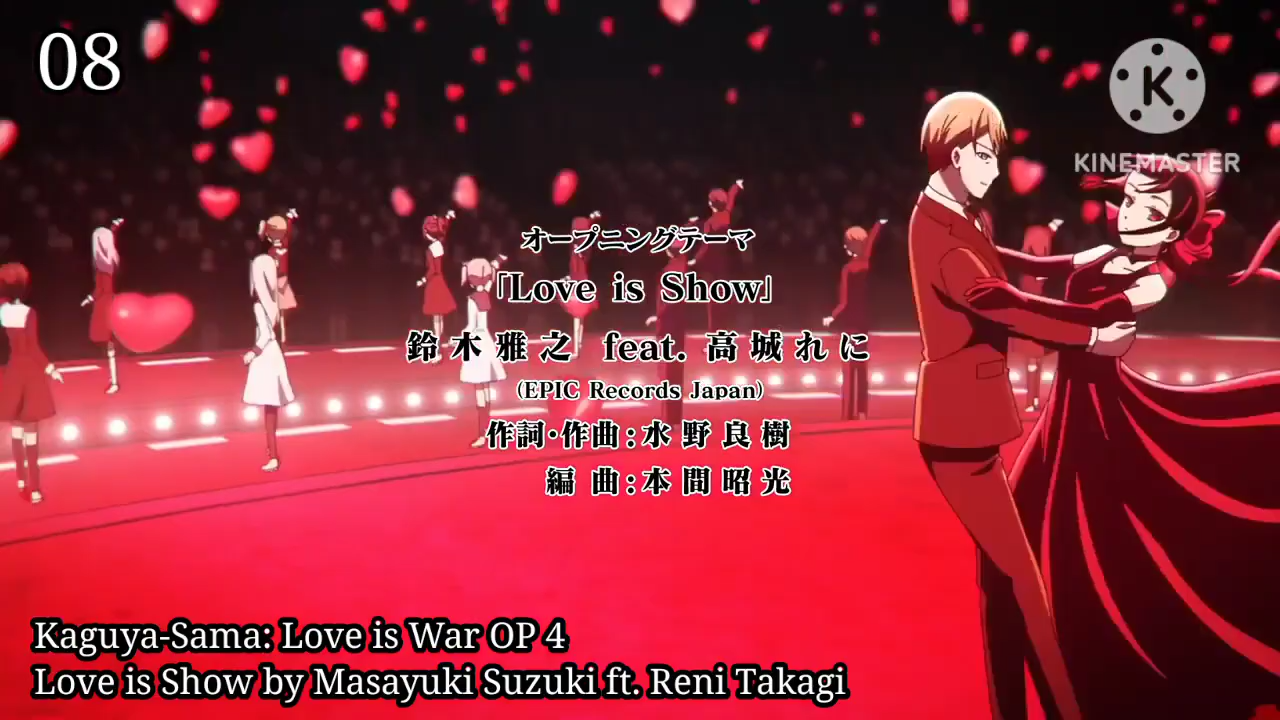 08
K
KINEMASTER
オープニングテーマ
「Love is Show」
鈴木雅之 feat. 高城れに
(EPIC Records Japan)
作詞・作曲:水野良樹
編曲:本間昭光
Kaguya-Sama: Love is War OP 4
Love is Show by Masayuki Suzuki ft. Reni Takagi